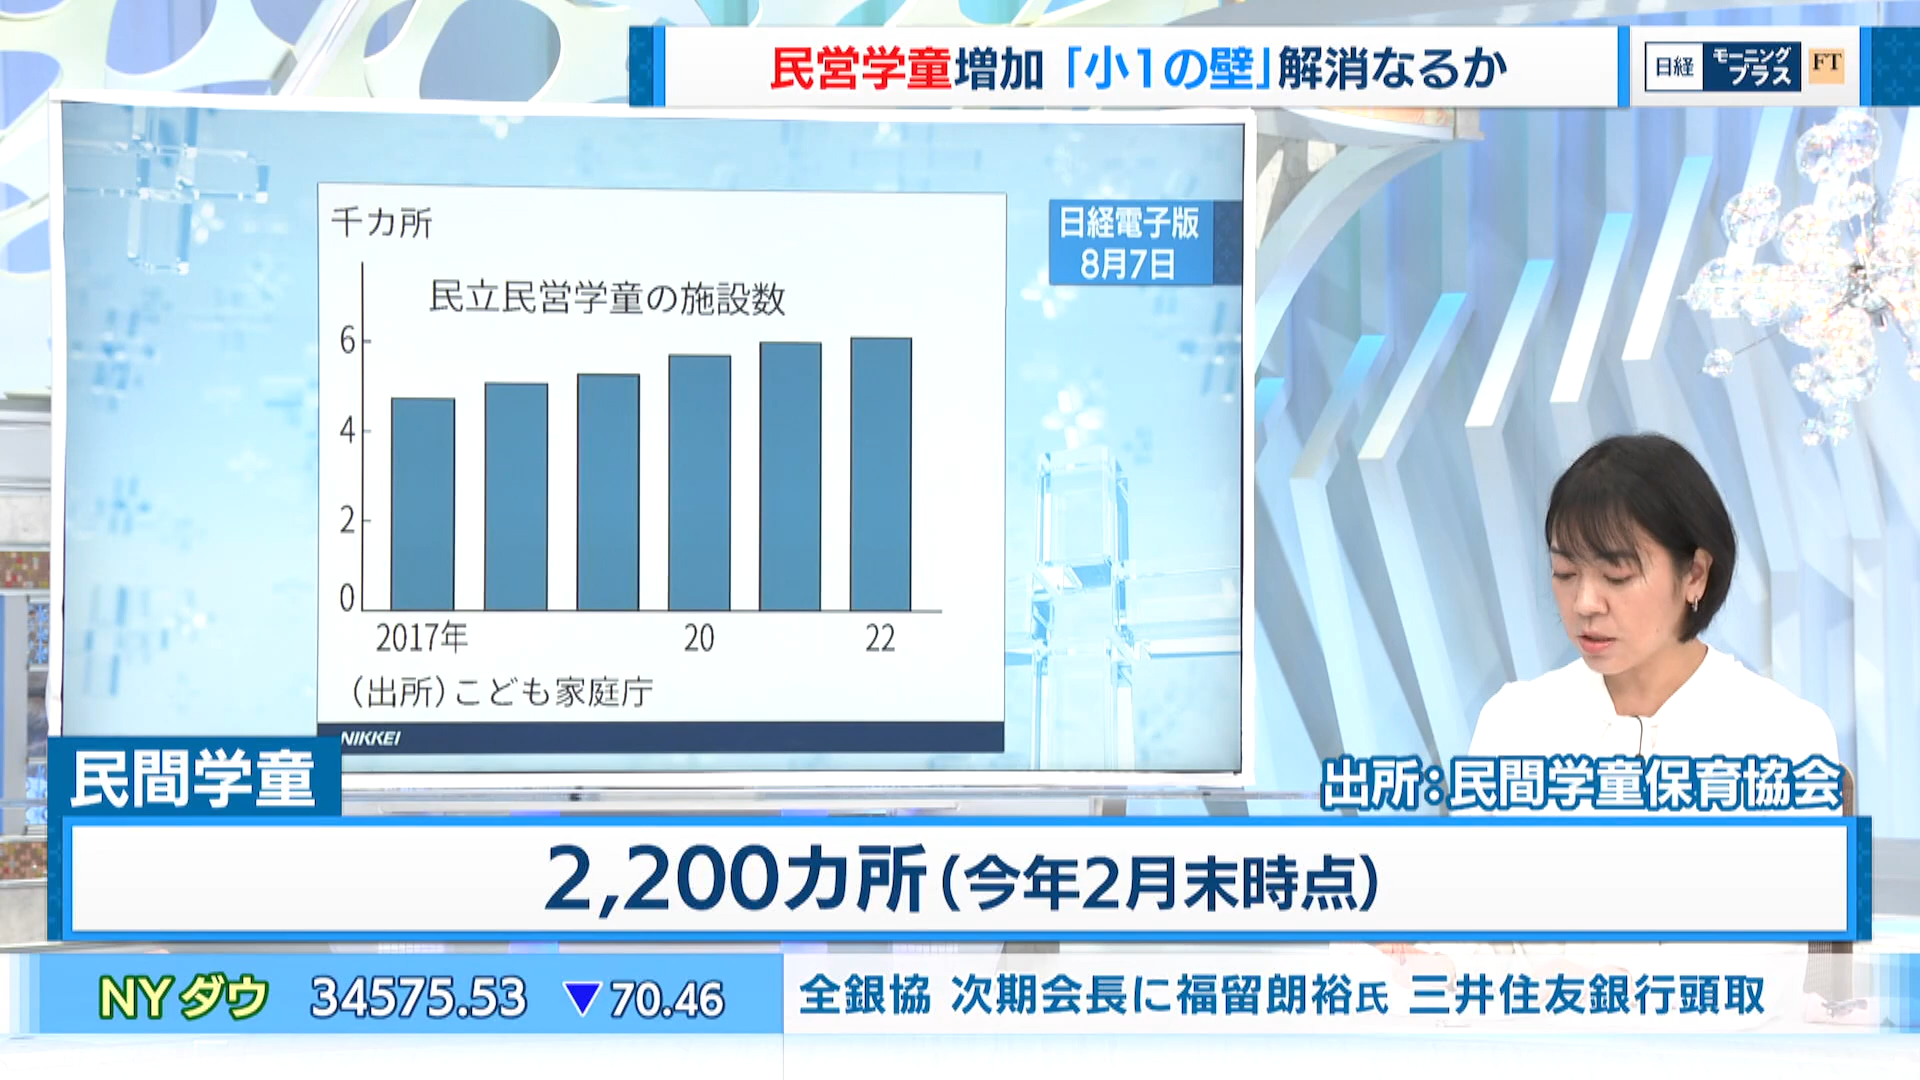 民営学童増加「小1の壁」解消なるか
日経 モーニングプラス FT
日経電子版
8月7日
千カ所
民立民営学童の施設数
6
4
2
0
2017年 20 22
（出所）こども家庭庁
NIKKEI
民間学童
出所：民間学童保育協会
2,200カ所（今年2月末時点）
NYダウ 34575.53 ▼70.46
全銀協 次期会長に福留朗裕氏 三井住友銀行頭取